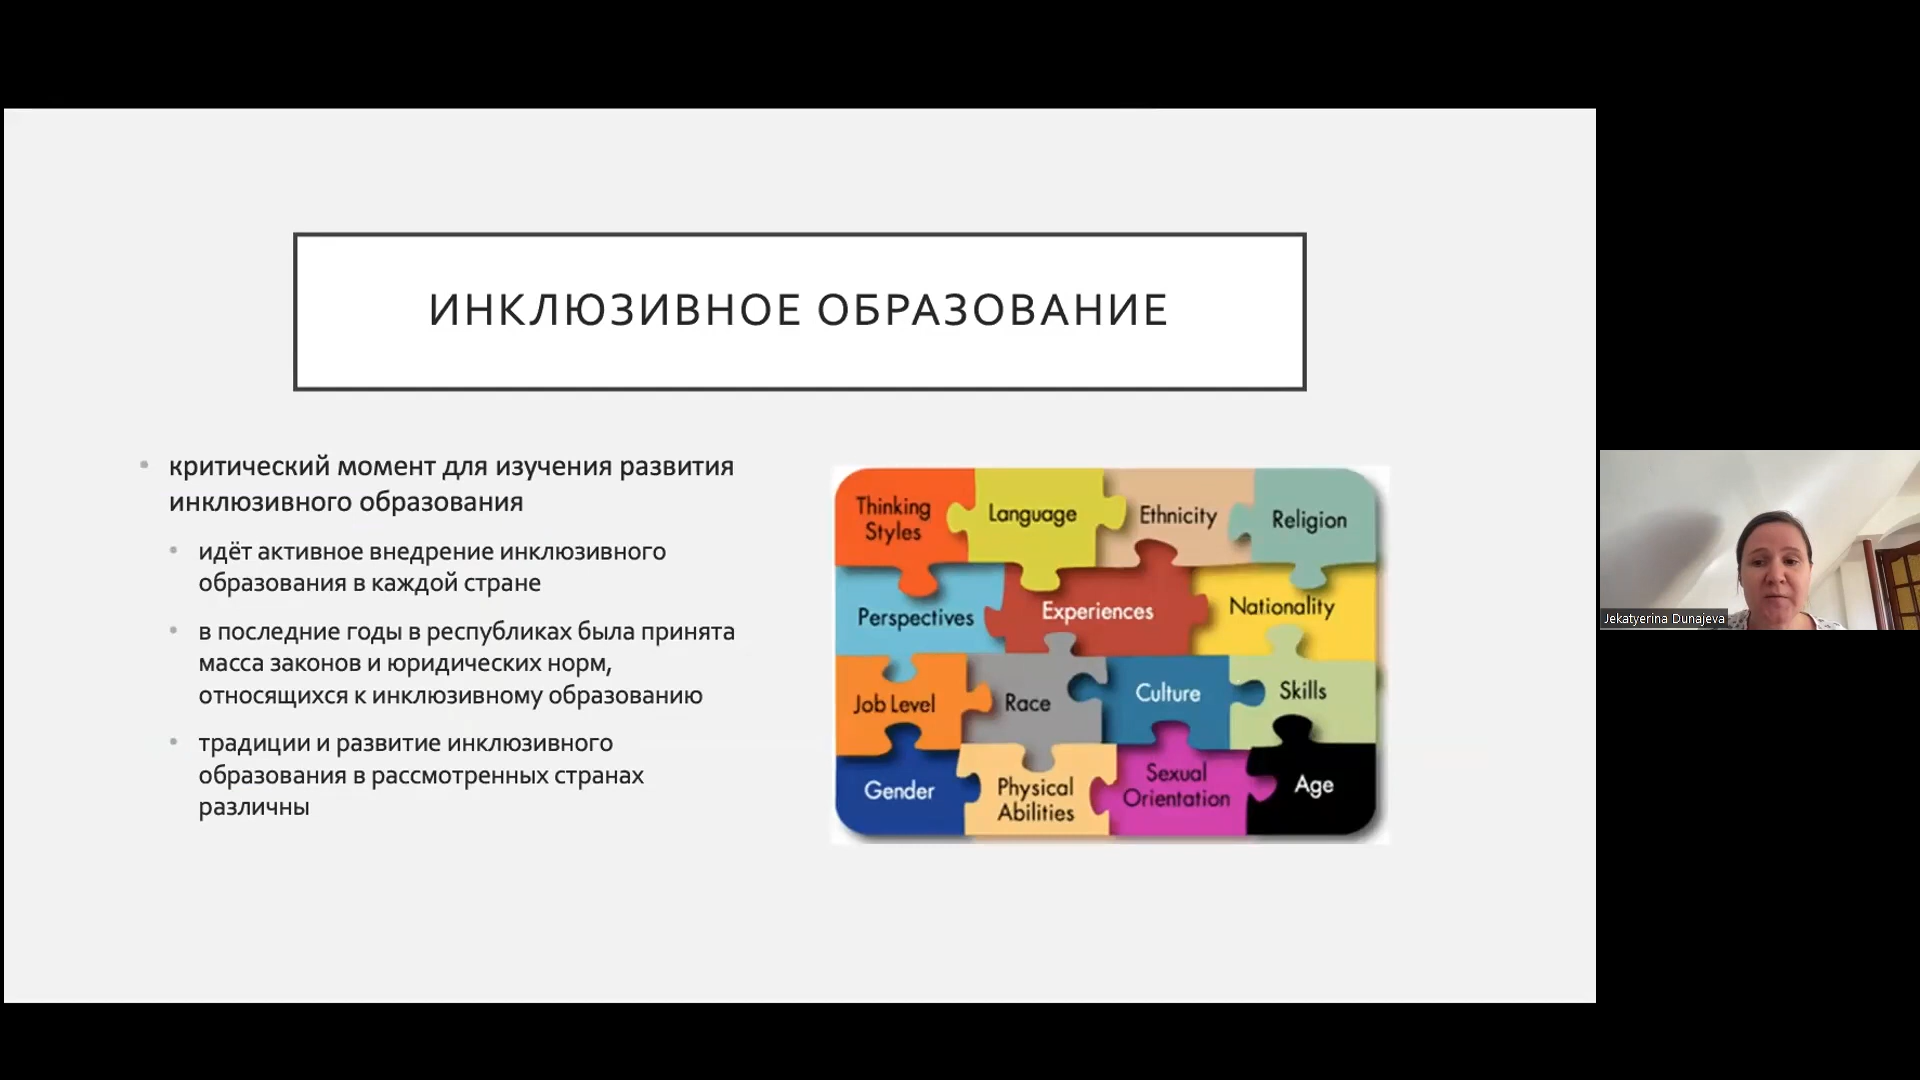 ИНКЛЮЗИВНОЕ ОБРАЗОВАНИЕ
• критический момент для изучения развития
инклюзивного образования
• идёт активное внедрение инклюзивного
образования в каждой стране
• в последние годы в республиках была принята
масса законов и юридических норм,
относящихся к инклюзивному образованию
• традиции и развитие инклюзивного
образования в рассмотренных странах
различны
Thinking
Styles
Language
Ethnicity
Religion
Perspectives
Experiences
Nationality
Job Level
Race
Culture
Skills
Gender
Physical
Abilities
Sexual
Orientation
Age
Jekatyerina Dunajeva